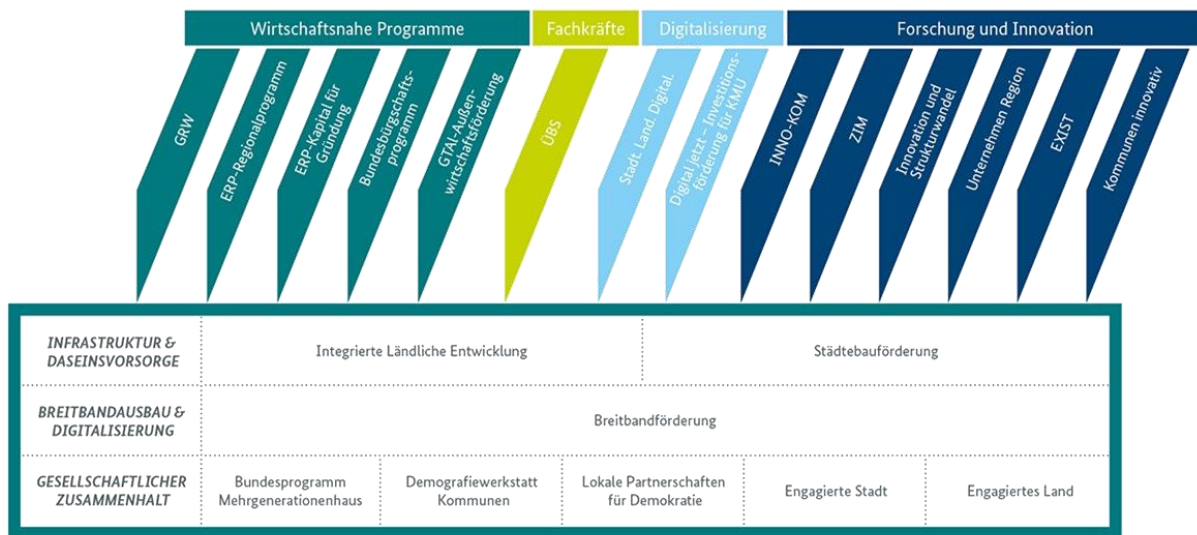 Wirtschaftsnahe Programme
Fachkräfte
Digitalisierung
Forschung und Innovation
GRW
ERP-Regionalprogramm
ERP-Kapital für
Gründung
Bundesbürgschafts-
programm
GTAI-Außen-
wirtschaftsförderung
ÜBS
Stadt. Land. Digital.
Digital jetzt – Investitions-
förderung für KMU
INNO-KOM
ZIM
Innovation und
Strukturwandel
Unternehmen Region
EXIST
Kommunen innovativ
INFRASTRUKTUR &
DASEINSVORSORGE
Integrierte Ländliche Entwicklung
Städtebauförderung
BREITBANDAUSBAU &
DIGITALISIERUNG
Breitbandförderung
GESELLSCHAFTLICHER
ZUSAMMENHALT
Bundesprogramm
Mehrgenerationenhaus
Demografiewerkstatt
Kommunen
Lokale Partnerschaften
für Demokratie
Engagierte Stadt
Engagiertes Land